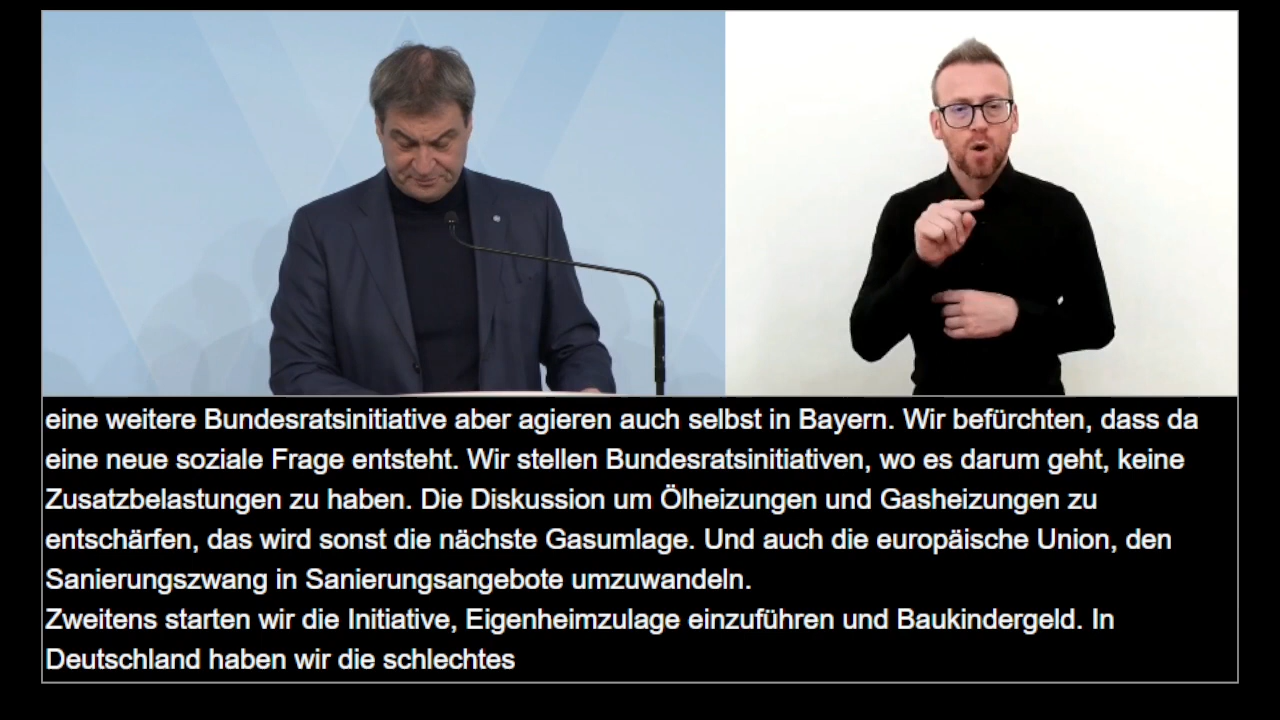 eine weitere Bundesratsinitiative aber agieren auch selbst in Bayern. Wir befürchten, dass da
eine neue soziale Frage entsteht. Wir stellen Bundesratsinitiativen, wo es darum geht, keine
Zusatzbelastungen zu haben. Die Diskussion um Ölheizungen und Gasheizungen zu
entschärfen, das wird sonst die nächste Gasumlage. Und auch die europäische Union, den
Sanierungszwang in Sanierungsangebote umzuwandeln.
Zweitens starten wir die Initiative, Eigenheimzulage einzuführen und Baukindergeld. In
Deutschland haben wir die schlechtes